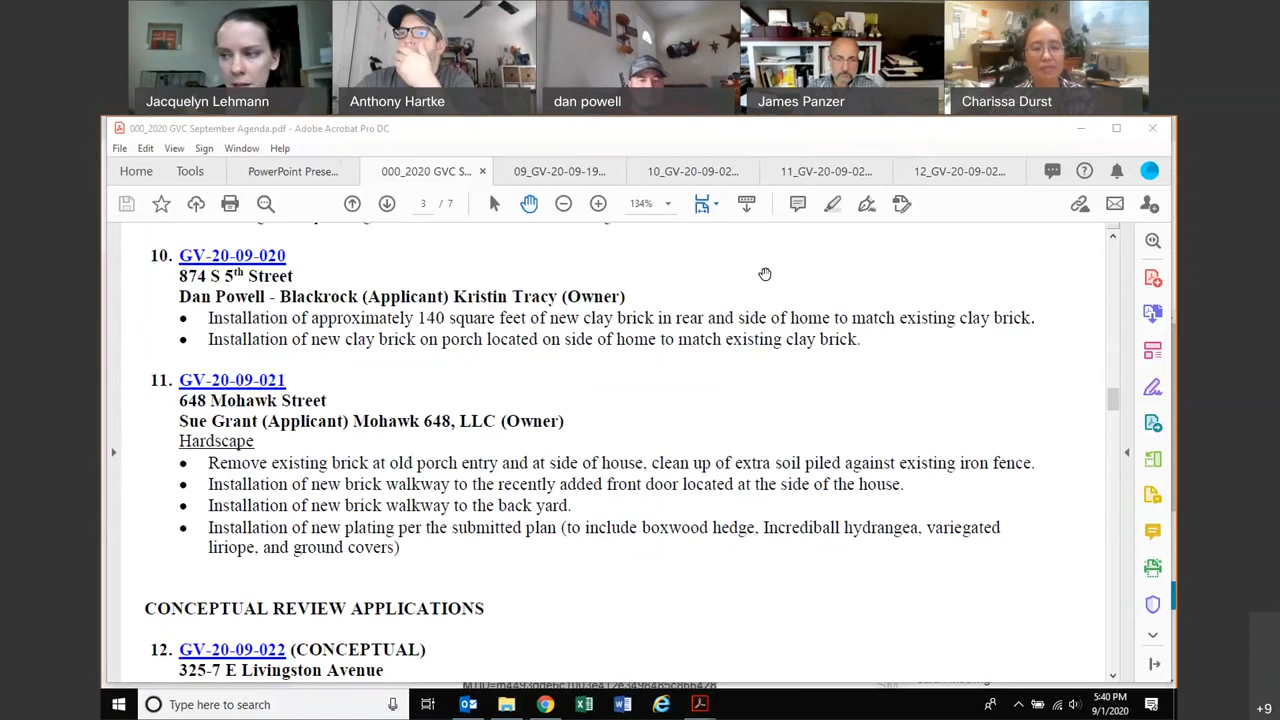 Jacquelyn Lehmann
Anthony Hartke
dan powell
James Panzer
Charissa Durst
000_2020 GVC September Agenda.pdf - Adobe Acrobat Pro DC
File Edit View Sign Window Help
Home Tools PowerPoint Prese... 000_2020 GVC S... × 09_GV-20-09-19... 10_GV-20-09-02... 11_GV-20-09-02... 12_GV-20-09-02...
3 / 7 134%
10. GV-20-09-020
874 S 5th Street
Dan Powell - Blackrock (Applicant) Kristin Tracy (Owner)
• Installation of approximately 140 square feet of new clay brick in rear and side of home to match existing clay brick.
• Installation of new clay brick on porch located on side of home to match existing clay brick.
11. GV-20-09-021
648 Mohawk Street
Sue Grant (Applicant) Mohawk 648, LLC (Owner)
Hardscape
• Remove existing brick at old porch entry and at side of house, clean up of extra soil piled against existing iron fence.
• Installation of new brick walkway to the recently added front door located at the side of the house.
• Installation of new brick walkway to the back yard.
• Installation of new plating per the submitted plan (to include boxwood hedge, Incrediball hydrangea, variegated
liriope, and ground covers)
CONCEPTUAL REVIEW APPLICATIONS
12. GV-20-09-022 (CONCEPTUAL)
325-7 E Livingston Avenue
Type here to search
5:40 PM
9/1/2020
+9